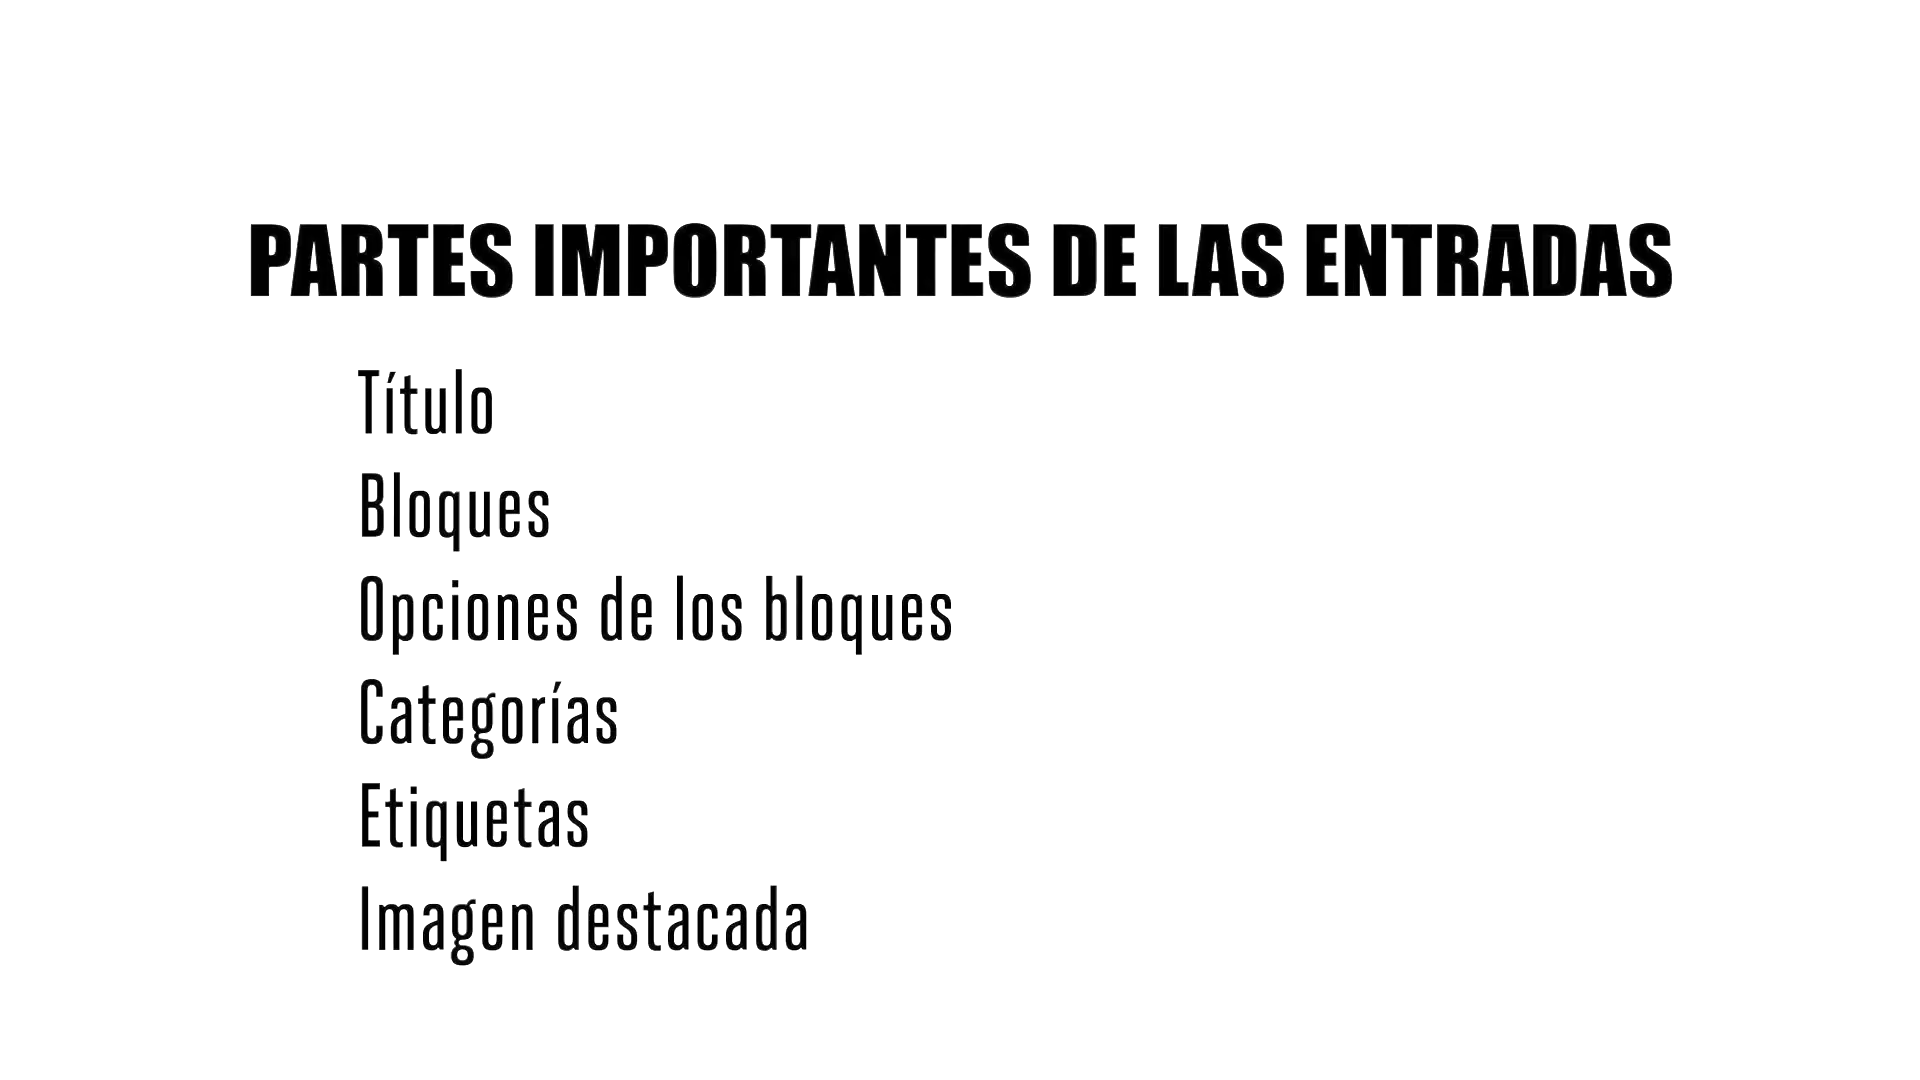 PARTES IMPORTANTES DE LAS ENTRADAS
Título
Bloques
Opciones de los bloques
Categorías
Etiquetas
Imagen destacada